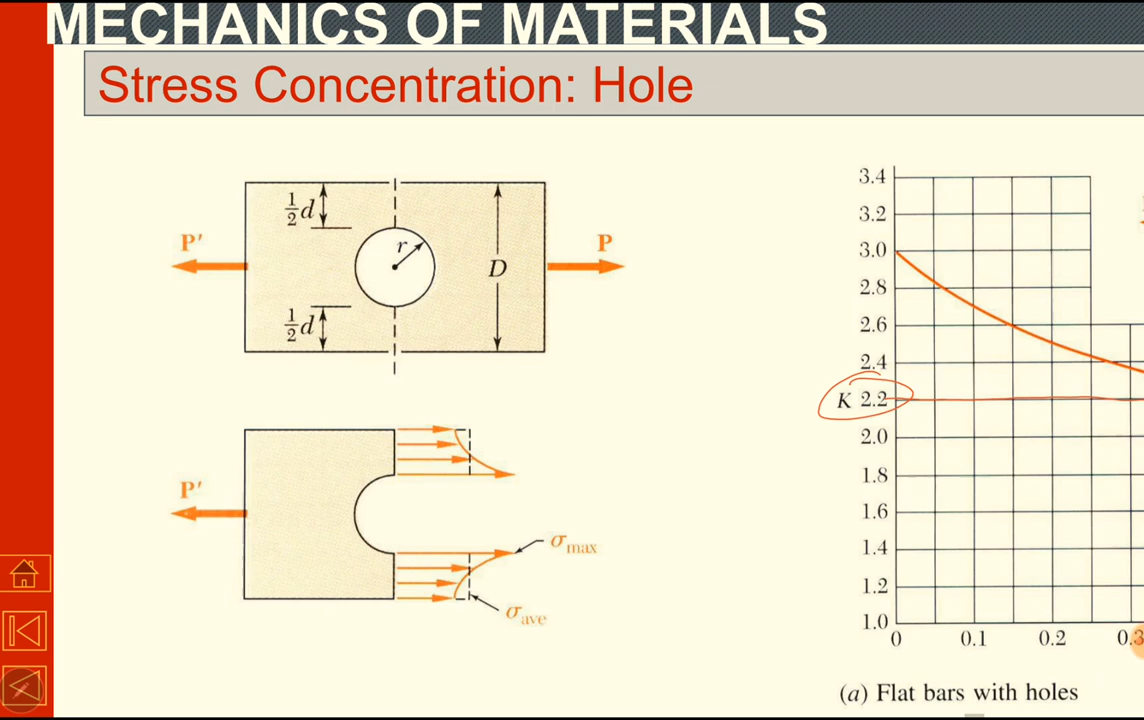 MECHANICS OF MATERIALS
Stress Concentration: Hole
1/2 d
r
P′
P
D
1/2 d
P′
σmax
σave
3.4
3.2
3.0
2.8
2.6
2.4
K 2.2
2.0
1.8
1.6
1.4
1.2
1.0
0 0.1 0.2 0.3
(a) Flat bars with holes